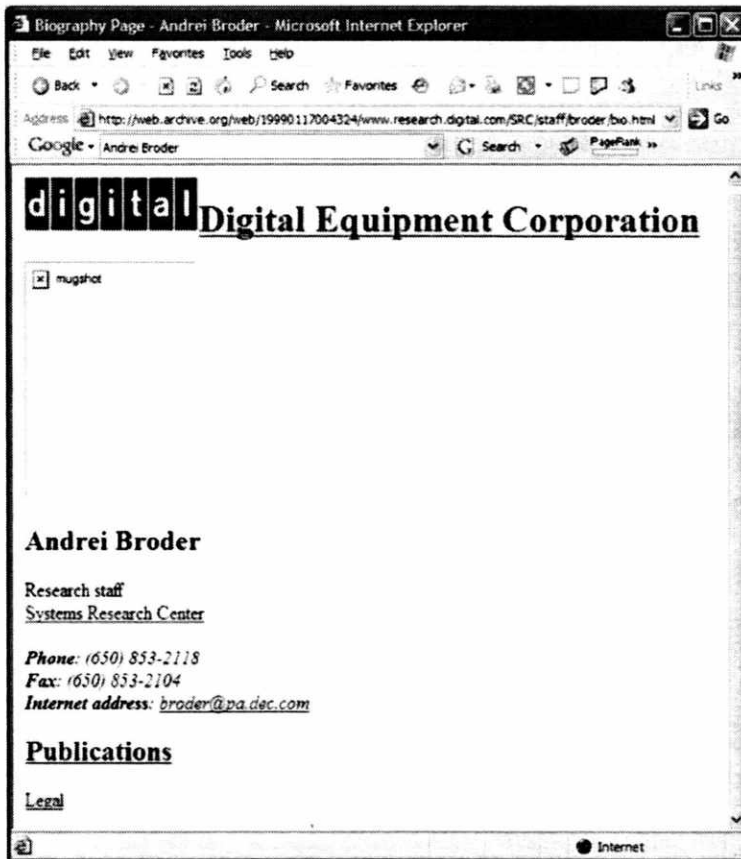 Biography Page - Andrei Broder - Microsoft Internet Explorer
File Edit View Favorites Tools Help
Back Search Favorites Links »
Address http://web.archive.org/web/19990117004324/www.research.digital.com/SRC/staff/broder/bio.html Go
Google Andrei Broder Search PageRank »
digital Digital Equipment Corporation
mugshot
Andrei Broder
Research staff
Systems Research Center
Phone: (650) 853-2118
Fax: (650) 853-2104
Internet address: broder@pa.dec.com
Publications
Legal
Internet